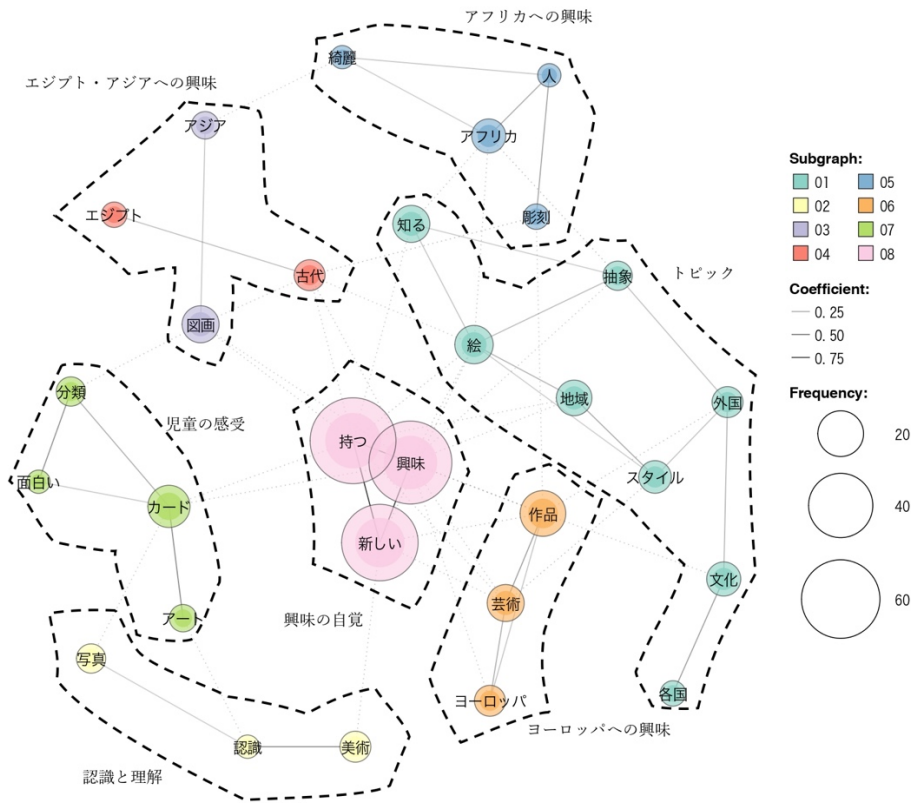 アフリカへの興味
綺麗
人
エジプト・アジアへの興味
アジア
アフリカ
エジプト
知る
彫刻
古代
抽象
トピック
図画
絵
分類
児童の感受
地域
外国
持つ
興味
面白い
カード
スタイル
作品
新しい
文化
芸術
アート
興味の自覚
写真
各国
ヨーロッパ
ヨーロッパへの興味
認識
美術
認識と理解
Subgraph:
01 05
02 06
03 07
04 08
Coefficient:
0.25
0.50
0.75
Frequency:
20
40
60